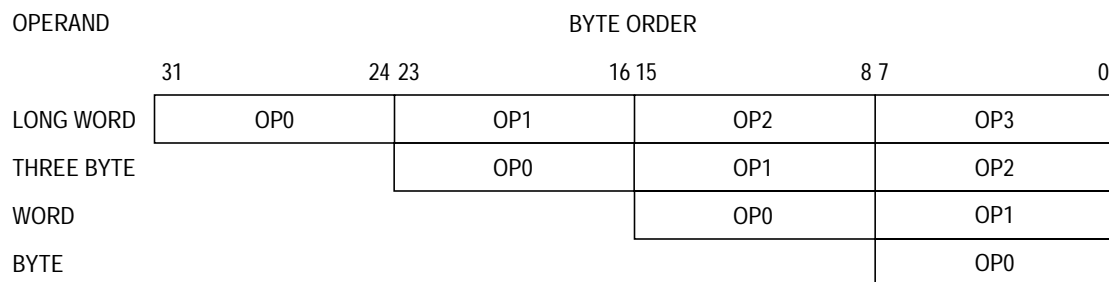 OPERAND BYTE ORDER
31 24 23 16 15 8 7 0
LONG WORD OP0 OP1 OP2 OP3
THREE BYTE OP0 OP1 OP2
WORD OP0 OP1
BYTE OP0